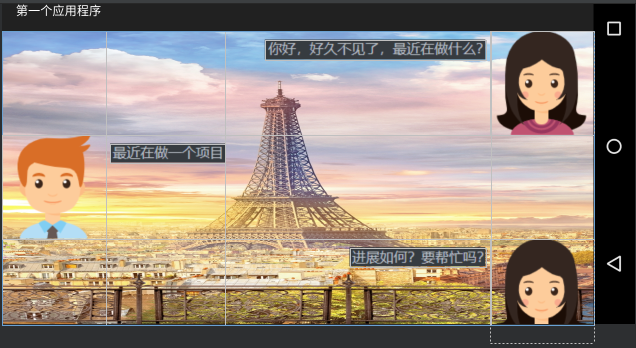 第一个应用程序
你好，好久不见了，最近在做什么？
最近在做一个项目
进展如何？要帮忙吗？